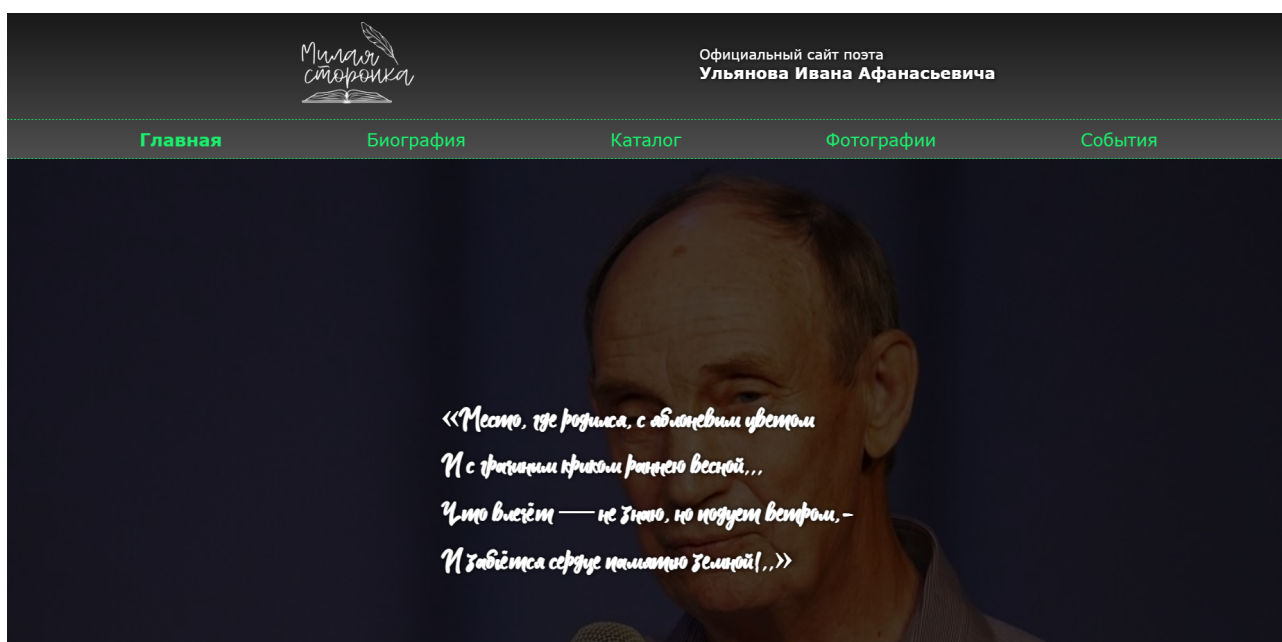 Милая
сторонка
Официальный сайт поэта
Ульянова Ивана Афанасьевича
Главная
Биография
Каталог
Фотографии
События
«Место, где родился, с яблоневым цветом
И с грачиным криком раннею весной,,,
Что влечёт — не знаю, но подует ветром,-
И забьётся сердце памятью земной!,,»